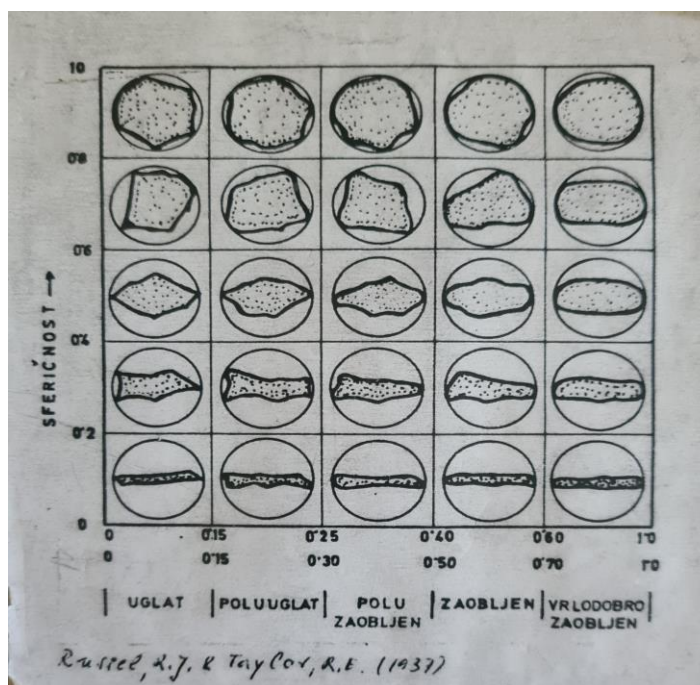 10
0'8
0'6
0'4
0'2
0
SFERIČNOST →
0 0'15 0'25 0'40 0'60 1'0
0 0'15 0'30 0'50 0'70 1'0
UGLAT POLUUGLAT POLU ZAOBLJEN VRLODOBRO
ZAOBLJEN ZAOBLJEN
Russel, R.J. & Taylor, R.E. (1937)